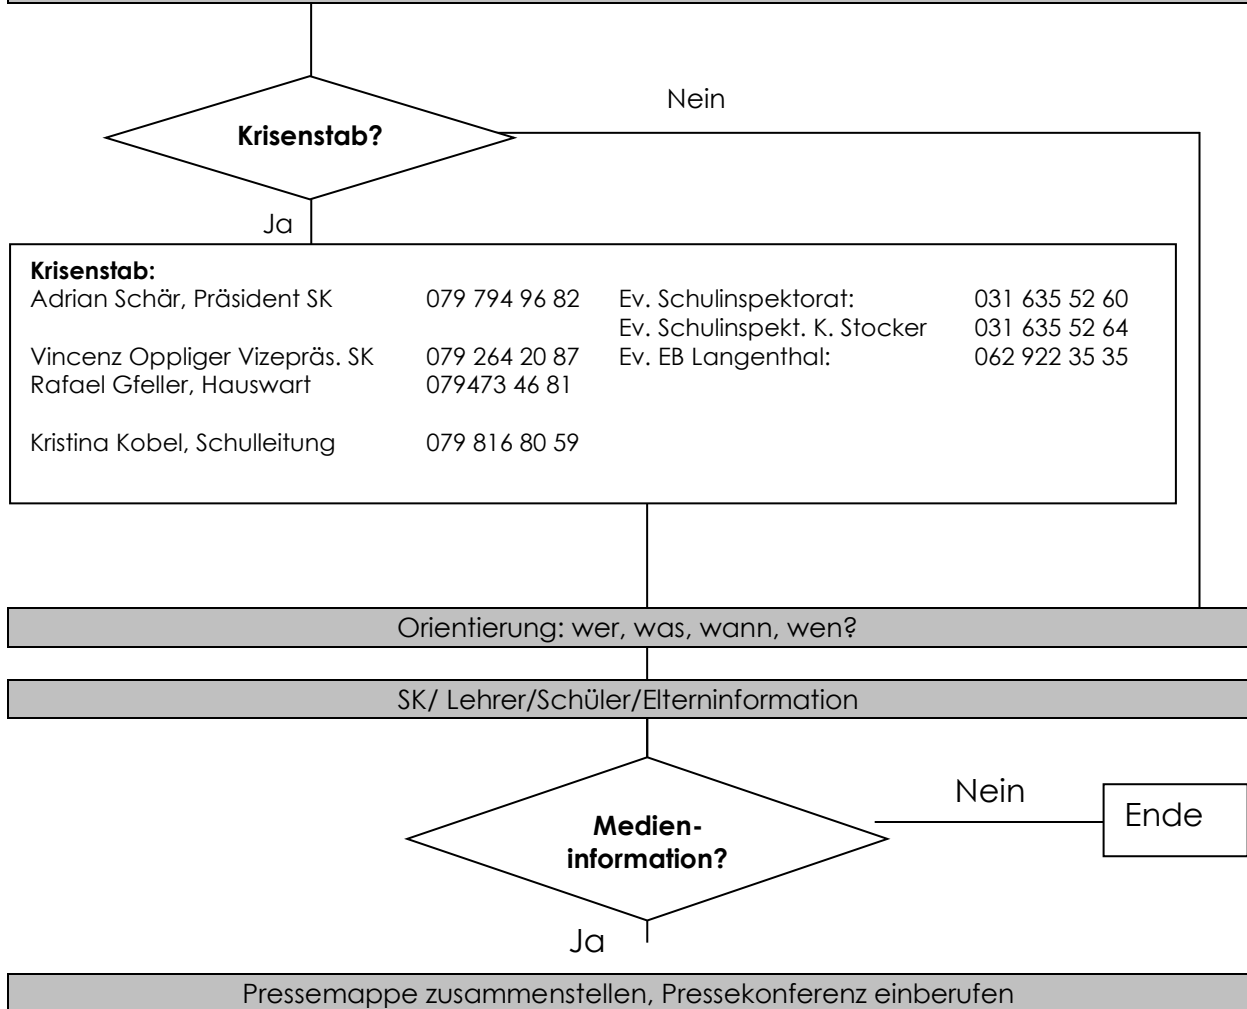 Nein
Krisenstab?
Ja
Krisenstab:
Adrian Schär, Präsident SK 079 794 96 82 Ev. Schulinspektorat: 031 635 52 60
Ev. Schulinspekt. K. Stocker 031 635 52 64
Vincenz Oppliger Vizepräs. SK 079 264 20 87 Ev. EB Langenthal: 062 922 35 35
Rafael Gfeller, Hauswart 079473 46 81
Kristina Kobel, Schulleitung 079 816 80 59
Orientierung: wer, was, wann, wen?
SK/ Lehrer/Schüler/Elterninformation
Nein
Ende
Medien-
information?
Ja
Pressemappe zusammenstellen, Pressekonferenz einberufen